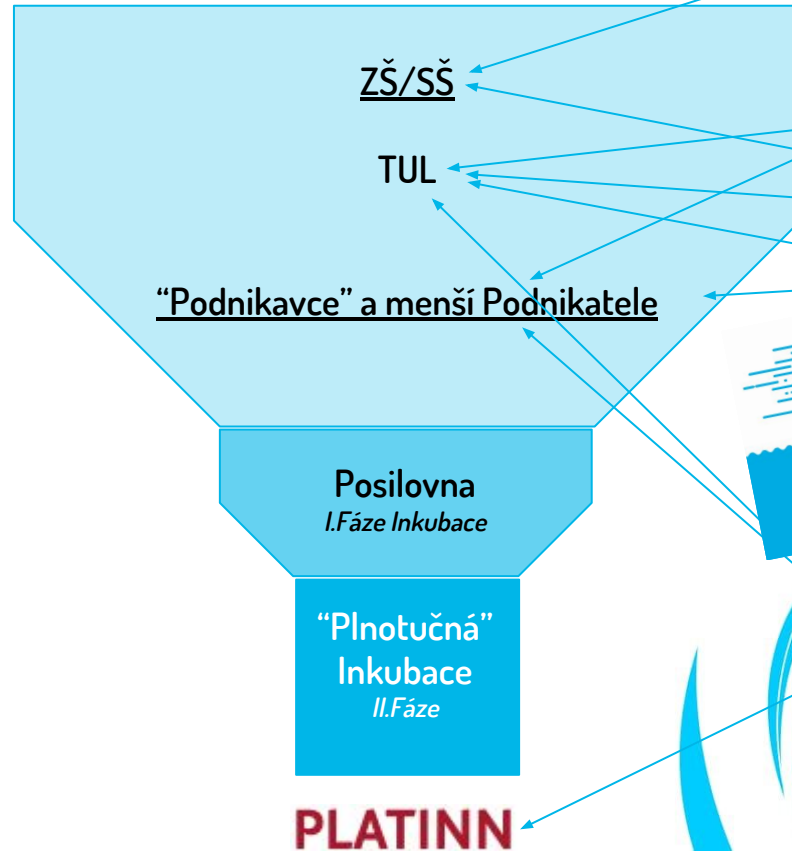 ZŠ/SŠ
TUL
“Podnikavce” a menší Podnikatele
Posilovna
I.Fáze Inkubace
“Plnotučná”
Inkubace
II.Fáze
PLATINN